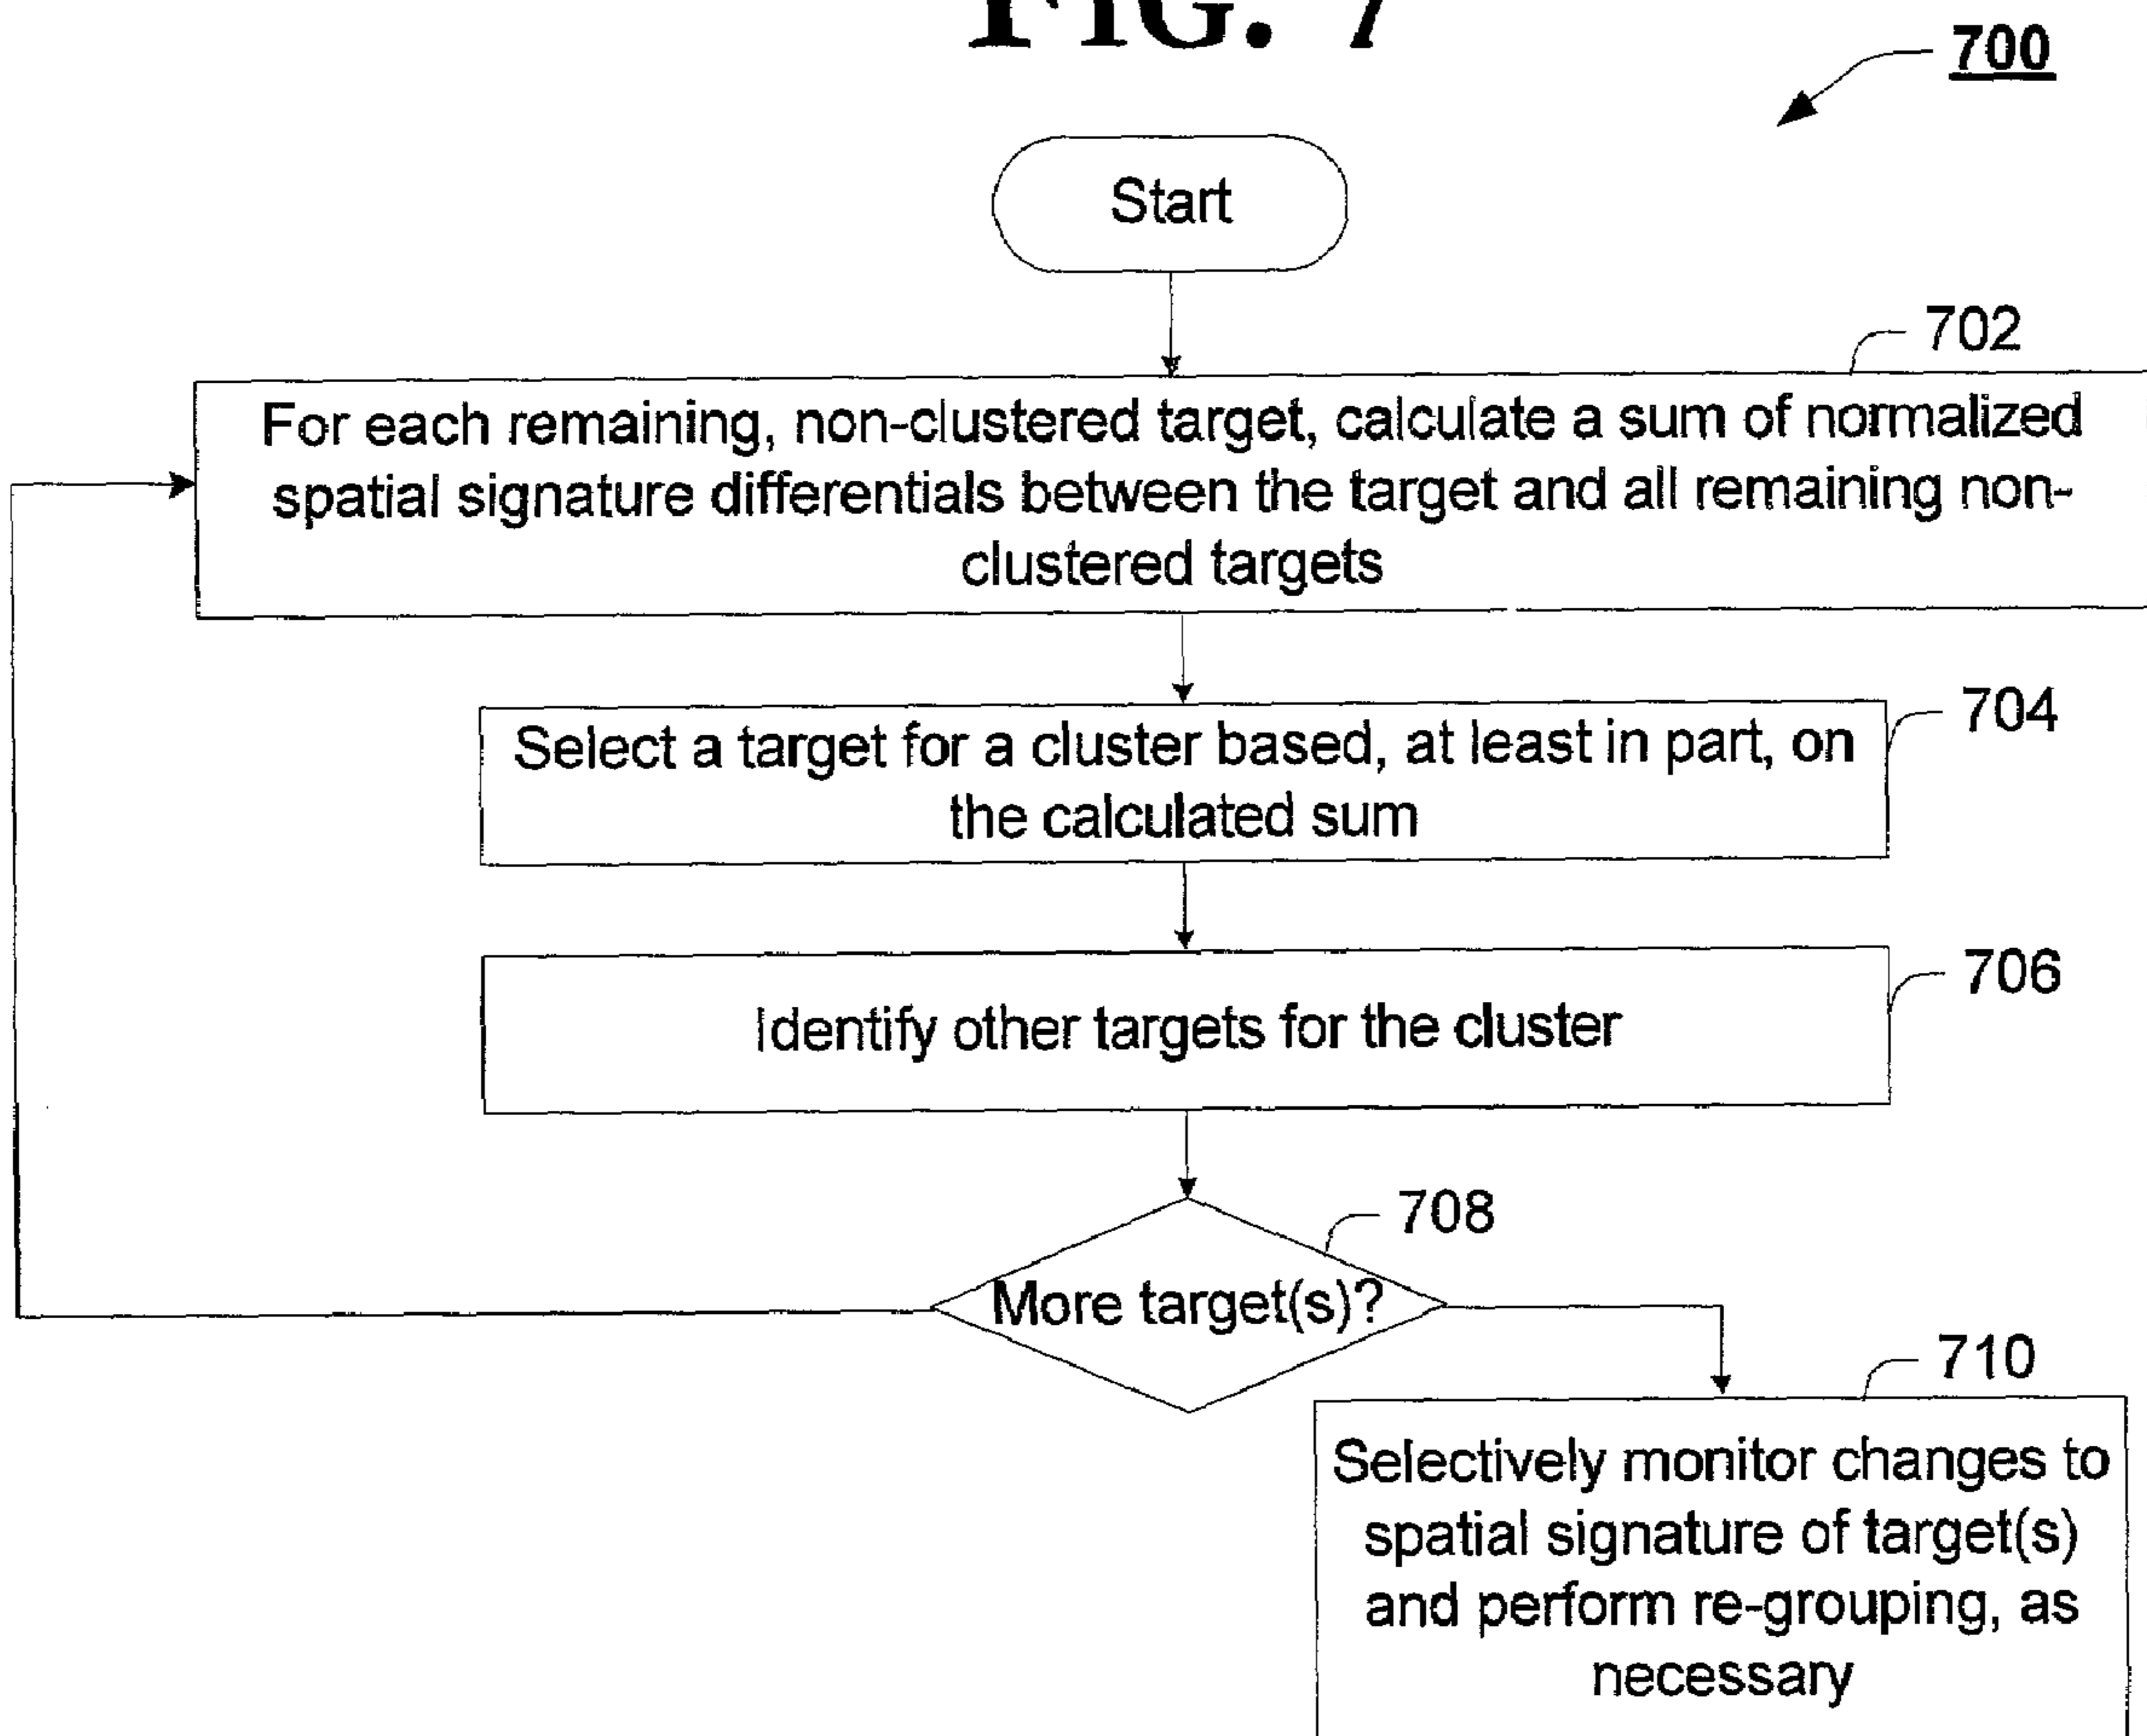 FIG. 7
700
Start
702
For each remaining, non-clustered target, calculate a sum of normalized
spatial signature differentials between the target and all remaining non-
clustered targets
704
Select a target for a cluster based, at least in part, on
the calculated sum
706
Identify other targets for the cluster
708
More target(s)?
710
Selectively monitor changes to
spatial signature of target(s)
and perform re-grouping, as
necessary